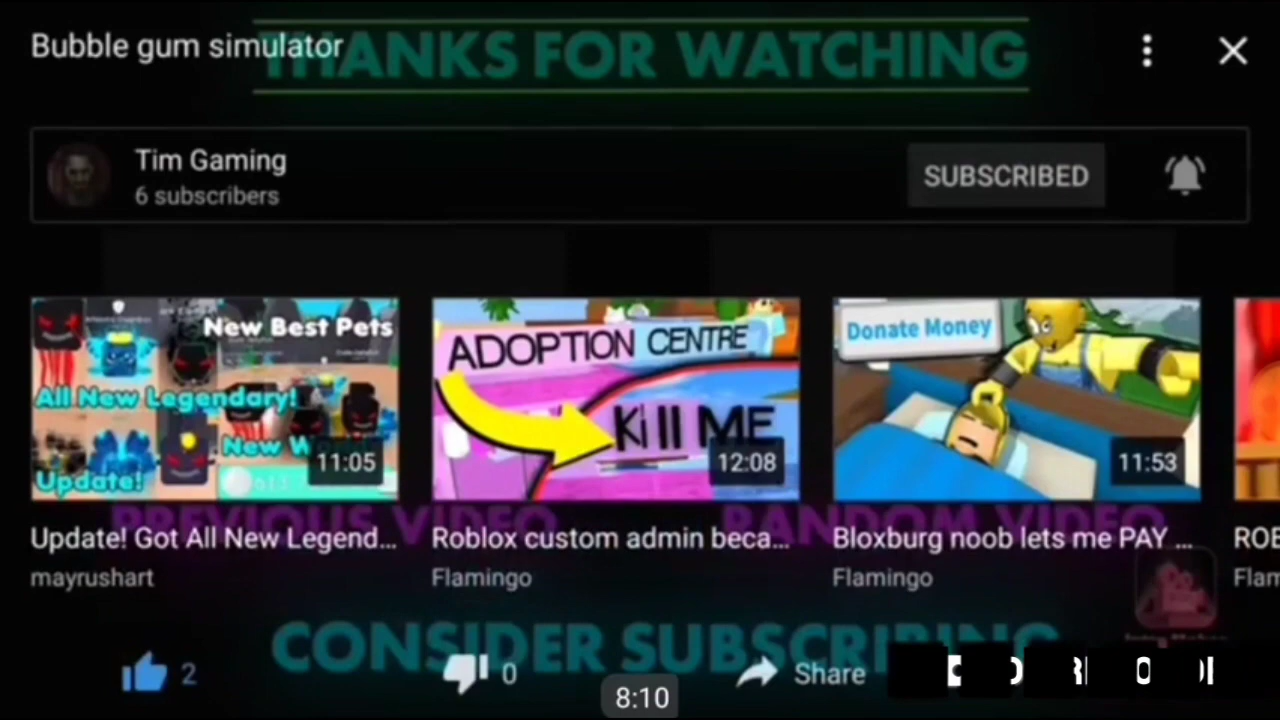 Bubble gum simulator
THANKS FOR WATCHING
Tim Gaming
6 subscribers
SUBSCRIBED
New Best Pets
All New Legendary!
New W
Update!
11:05
ADOPTION CENTRE
Kill ME
12:08
Donate Money
11:53
PREVIOUS VIDEO
RANDOM VIDEO
Update! Got All New Legend...
Roblox custom admin beca...
Bloxburg noob lets me PAY ...
ROB
mayrushart
Flamingo
Flamingo
Flam
CONSIDER SUBSCRIBING
2
0
Share
8:10